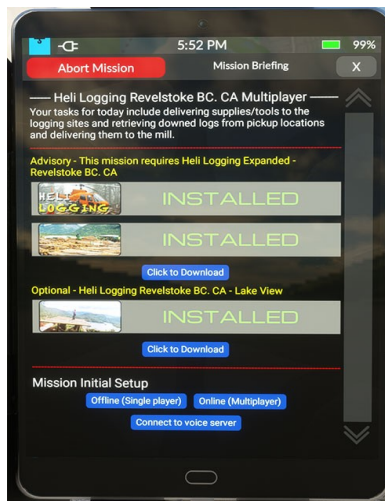 5:52 PM
99%
Abort Mission
Mission Briefing
X
Heli Logging Revelstoke BC. CA Multiplayer
Your tasks for today include delivering supplies/tools to the
logging sites and retrieving downed logs from pickup locations
and delivering them to the mill.
Advisory - This mission requires Heli Logging Expanded -
Revelstoke BC. CA
HELI
LOGGING
INSTALLED
INSTALLED
Click to Download
Optional - Heli Logging Revelstoke BC. CA - Lake View
INSTALLED
Click to Download
Mission Initial Setup
Offline (Single player)
Online (Multiplayer)
Connect to voice server